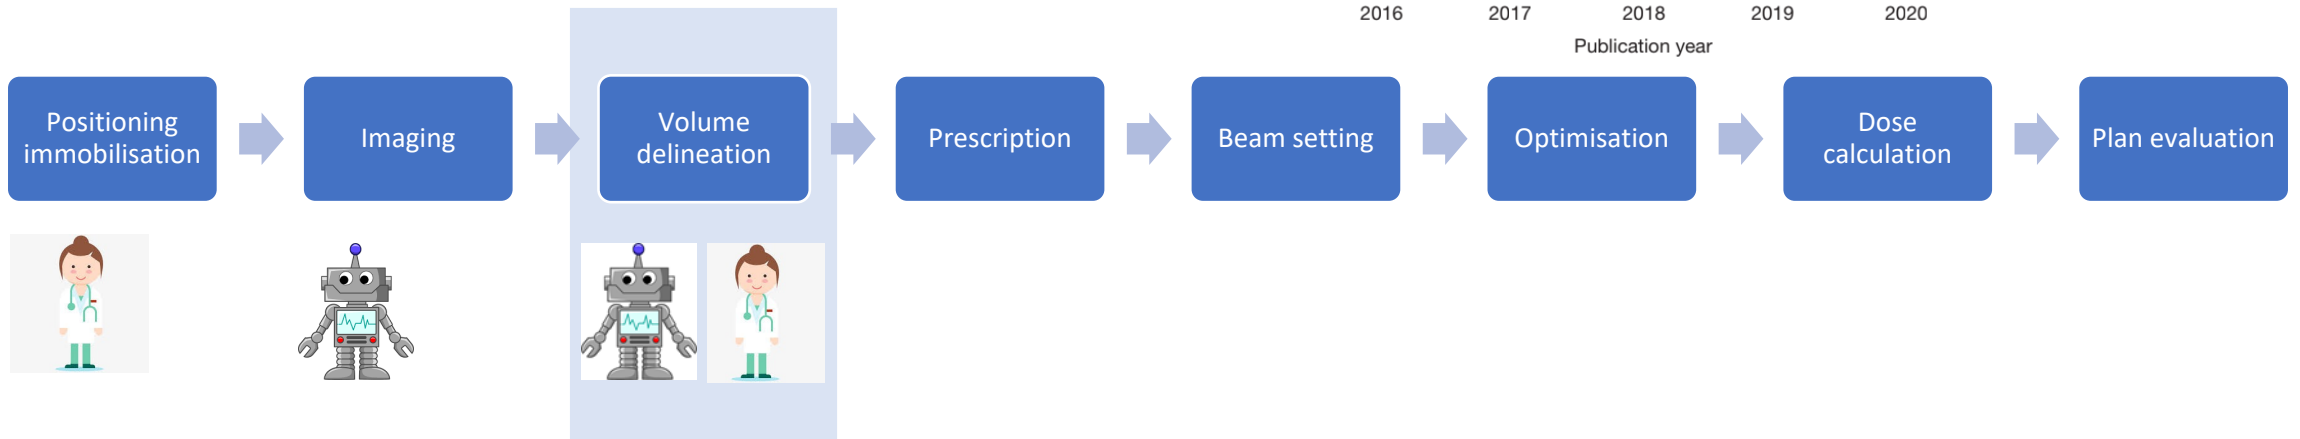 2016 2017 2018 2019 2020
Publication year
Positioning
immobilisation
Imaging
Volume
delineation
Prescription
Beam setting
Optimisation
Dose
calculation
Plan evaluation